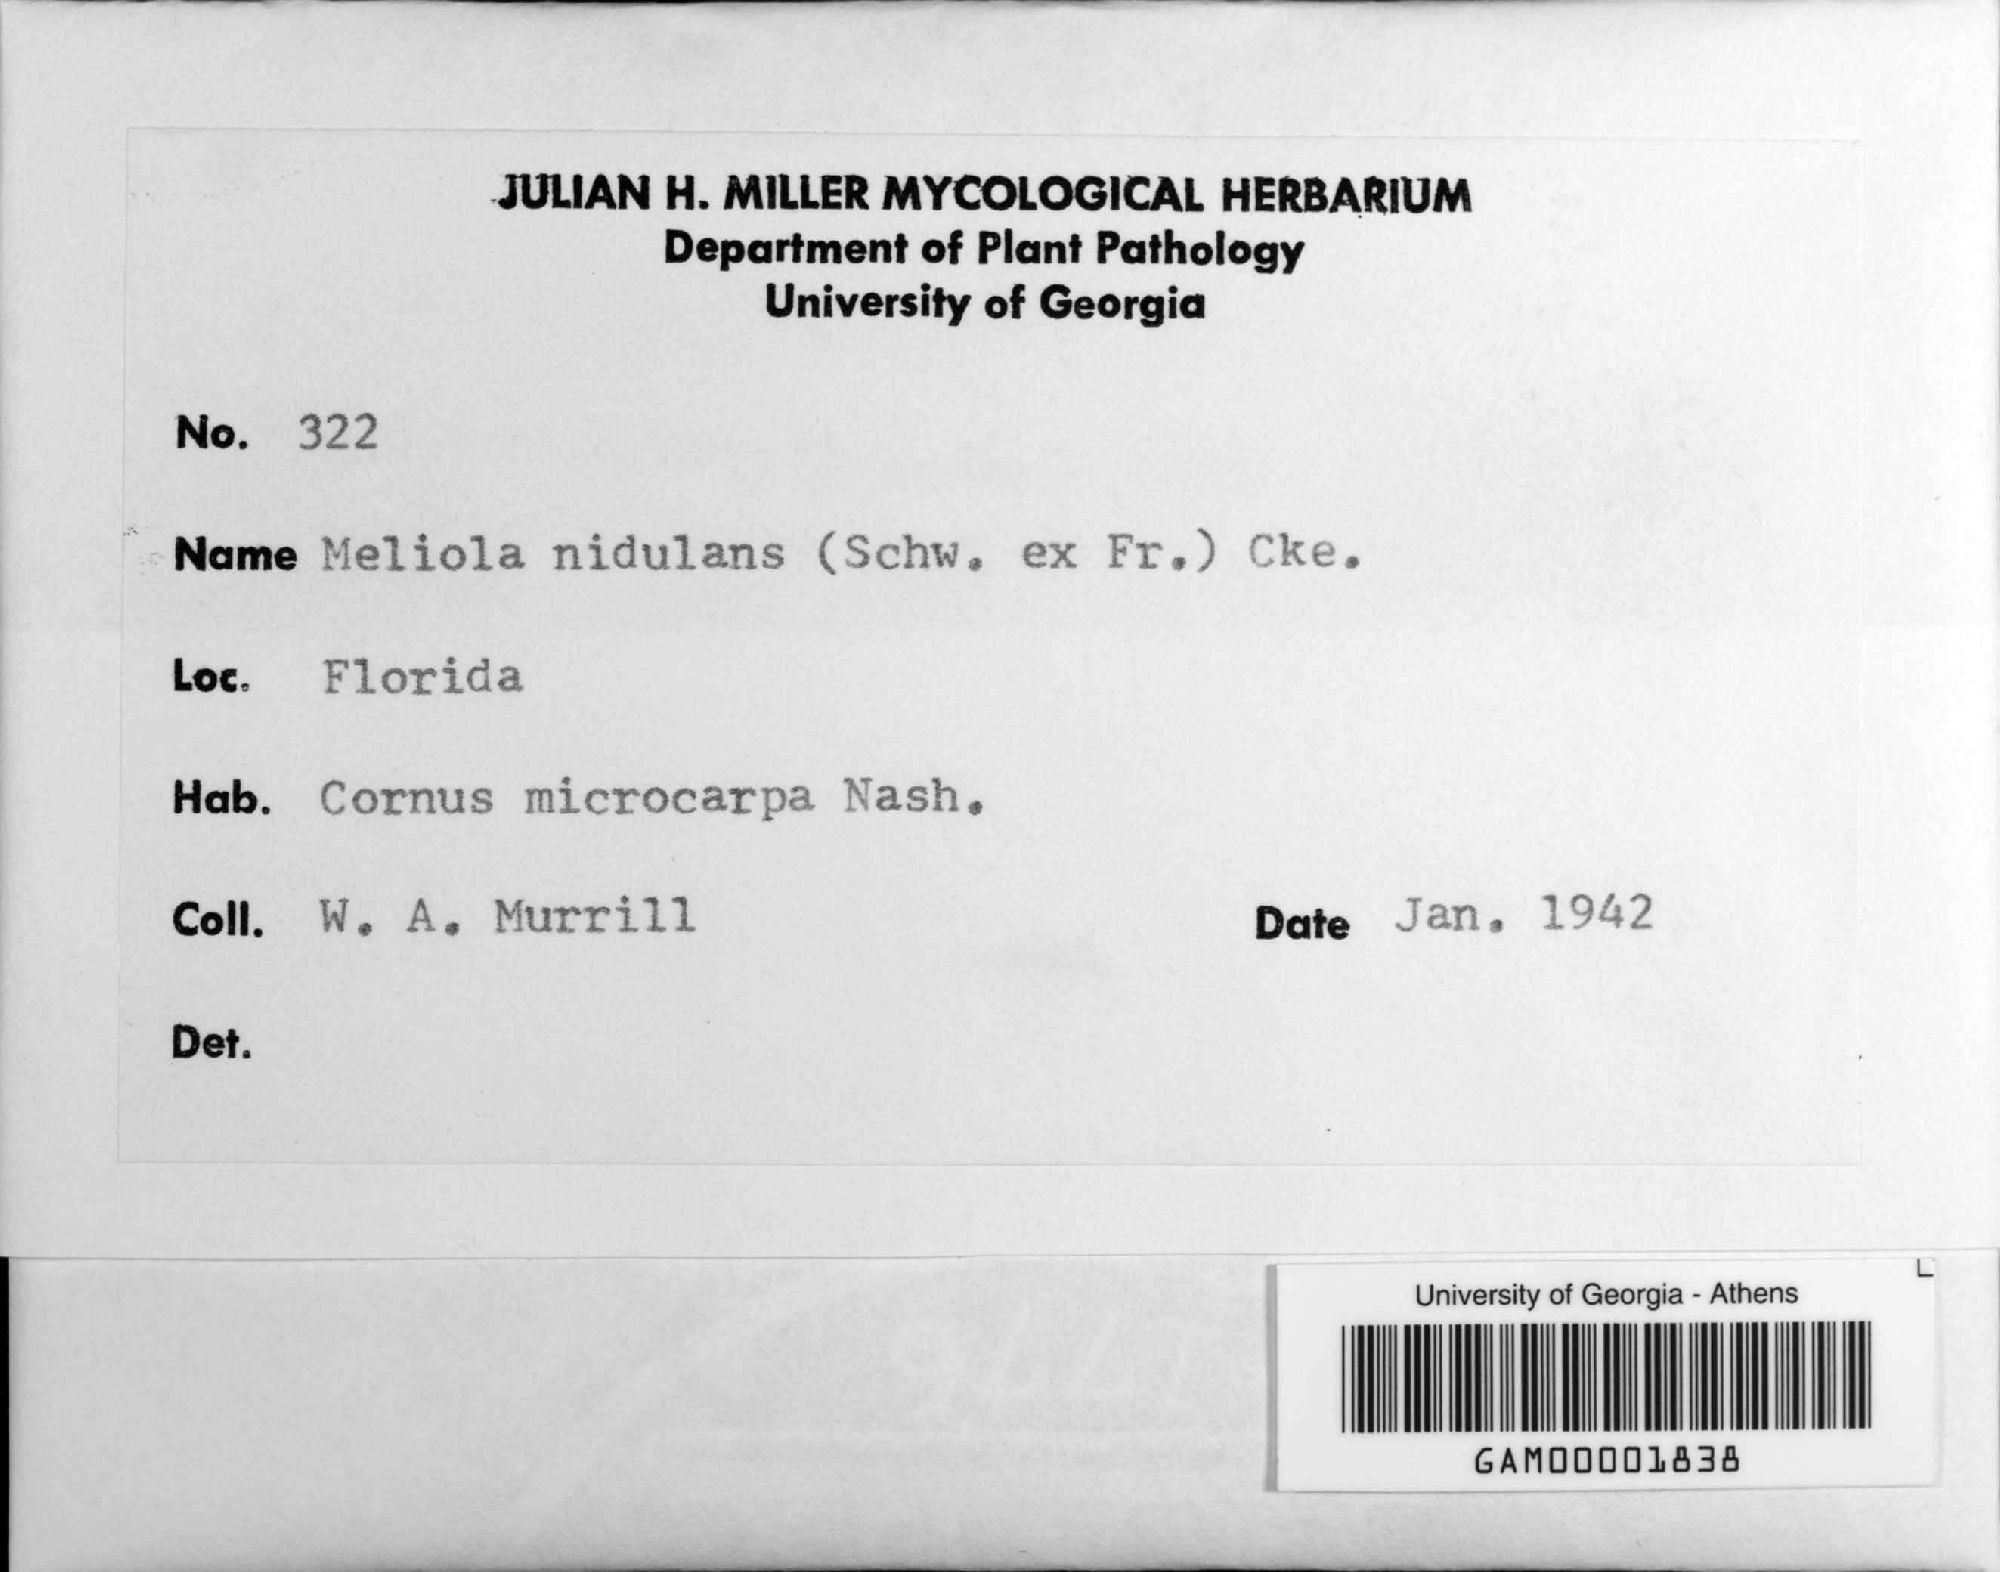 JULIAN H. MILLER MYCOLOGICAL HERBARIUM
Department of Plant Pathology
University of Georgia
No. 322
Name Meliola nidulans (Schw. ex Fr.) Cke.
Loc. Florida
Hab. Cornus microcarpa Nash.
Coll. W. A. Murrill Date Jan. 1942
Det.
University of Georgia - Athens
GAM00001838